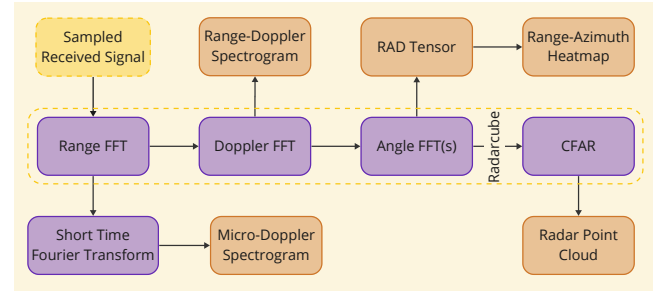 Sampled
Received Signal
Range-Doppler
Spectrogram
RAD Tensor
Range-Azimuth
Heatmap
Range FFT
Doppler FFT
Angle FFT(s)
Radarcube
CFAR
Short Time
Fourier Transform
Micro-Doppler
Spectrogram
Radar Point
Cloud